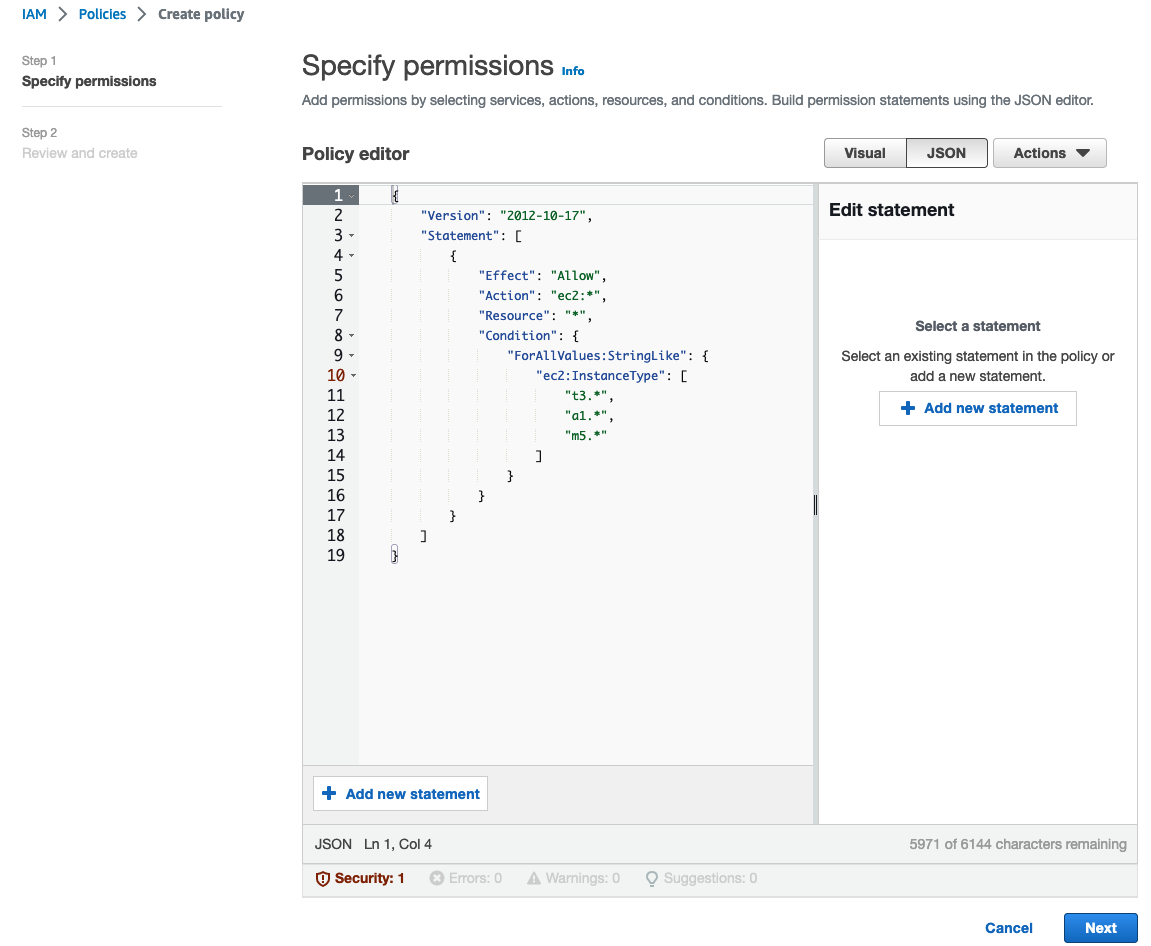 IAM > Policies > Create policy
Step 1
Specify permissions
Step 2
Review and create
Specify permissions Info
Add permissions by selecting services, actions, resources, and conditions. Build permission statements using the JSON editor.
Policy editor
Visual JSON Actions
1 {
2 "Version": "2012-10-17",
3 "Statement": [
4 {
5 "Effect": "Allow",
6 "Action": "ec2:*",
7 "Resource": "*",
8 "Condition": {
9 "ForAllValues:StringLike": {
10 "ec2:InstanceType": [
11 "t3.*",
12 "a1.*",
13 "m5.*"
14 ]
15 }
16 }
17 }
18 ]
19 }
+ Add new statement
Edit statement
Select a statement
Select an existing statement in the policy or
add a new statement.
+ Add new statement
JSON Ln 1, Col 4
5971 of 6144 characters remaining
Security: 1 Errors: 0 Warnings: 0 Suggestions: 0
Cancel Next